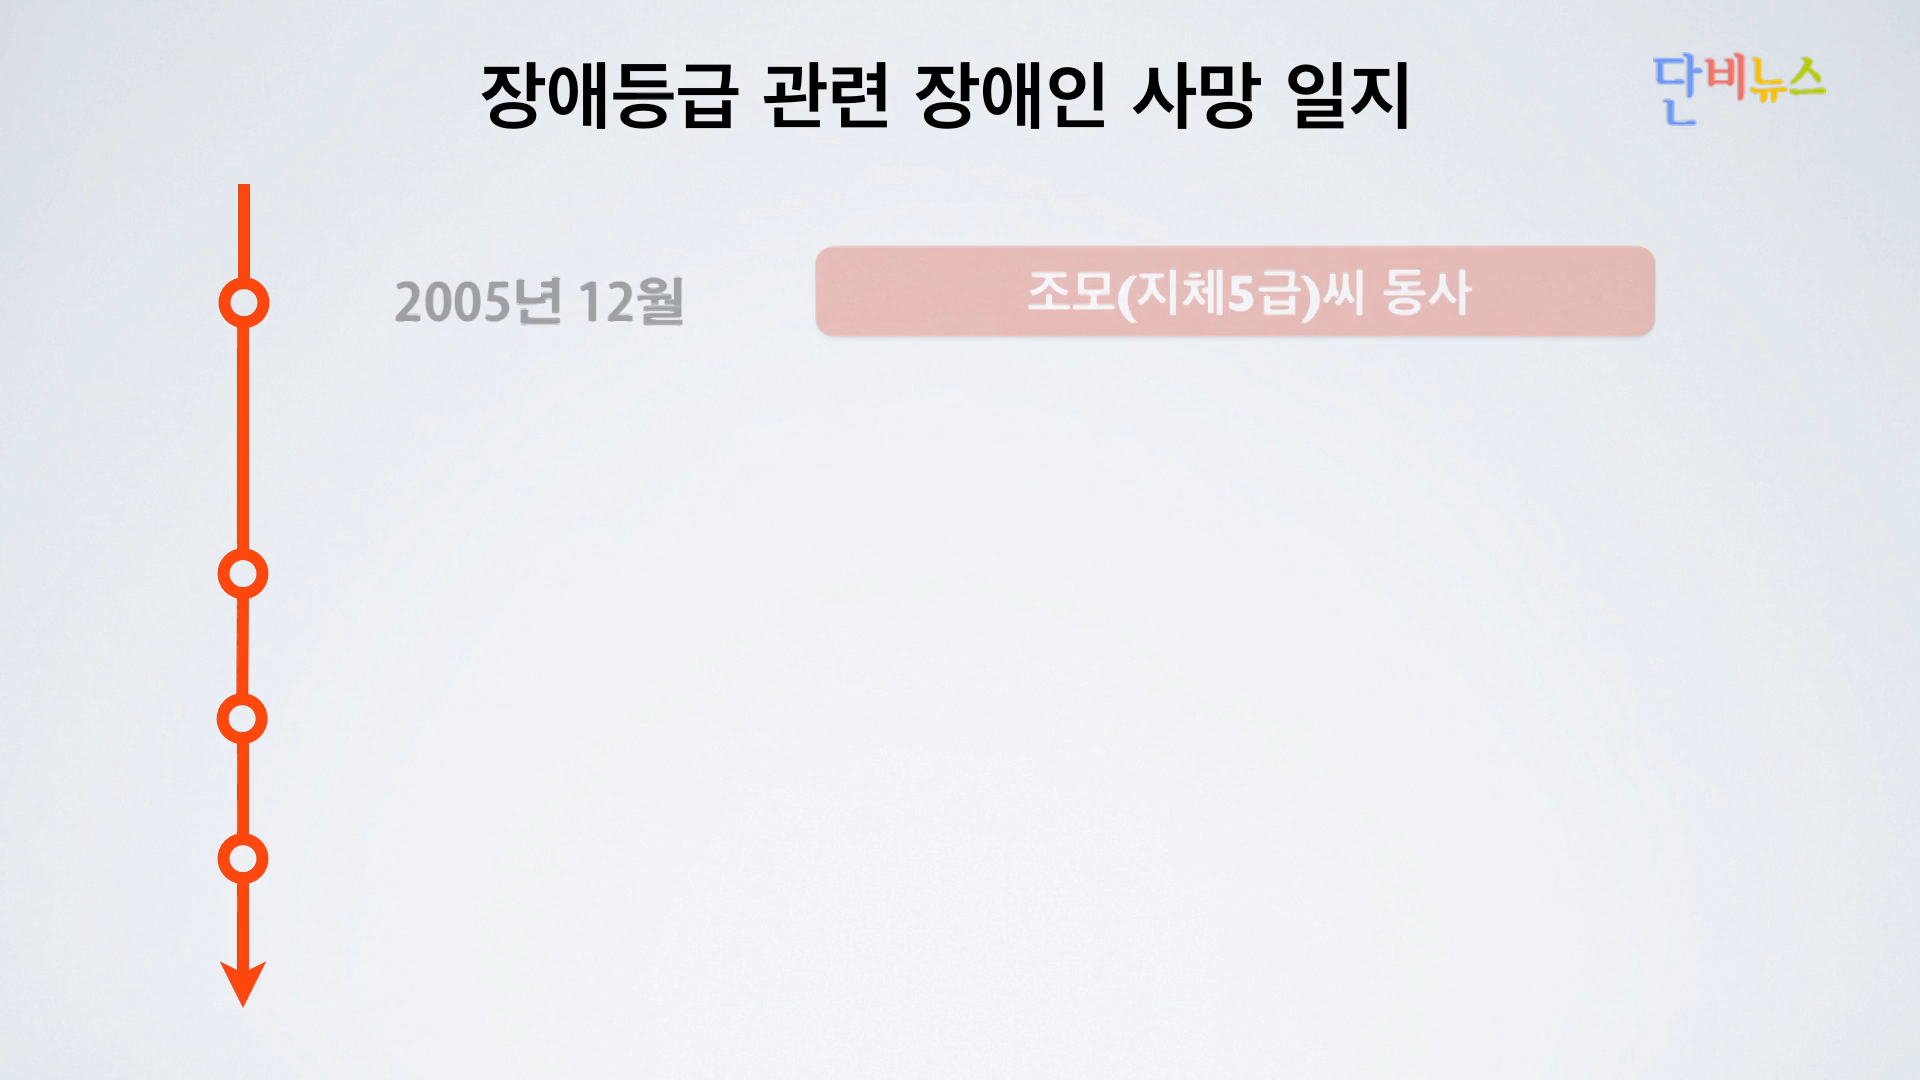 장애등급 관련 장애인 사망 일지
단비뉴스
2005년 12월
조모(지체5급)씨 동사